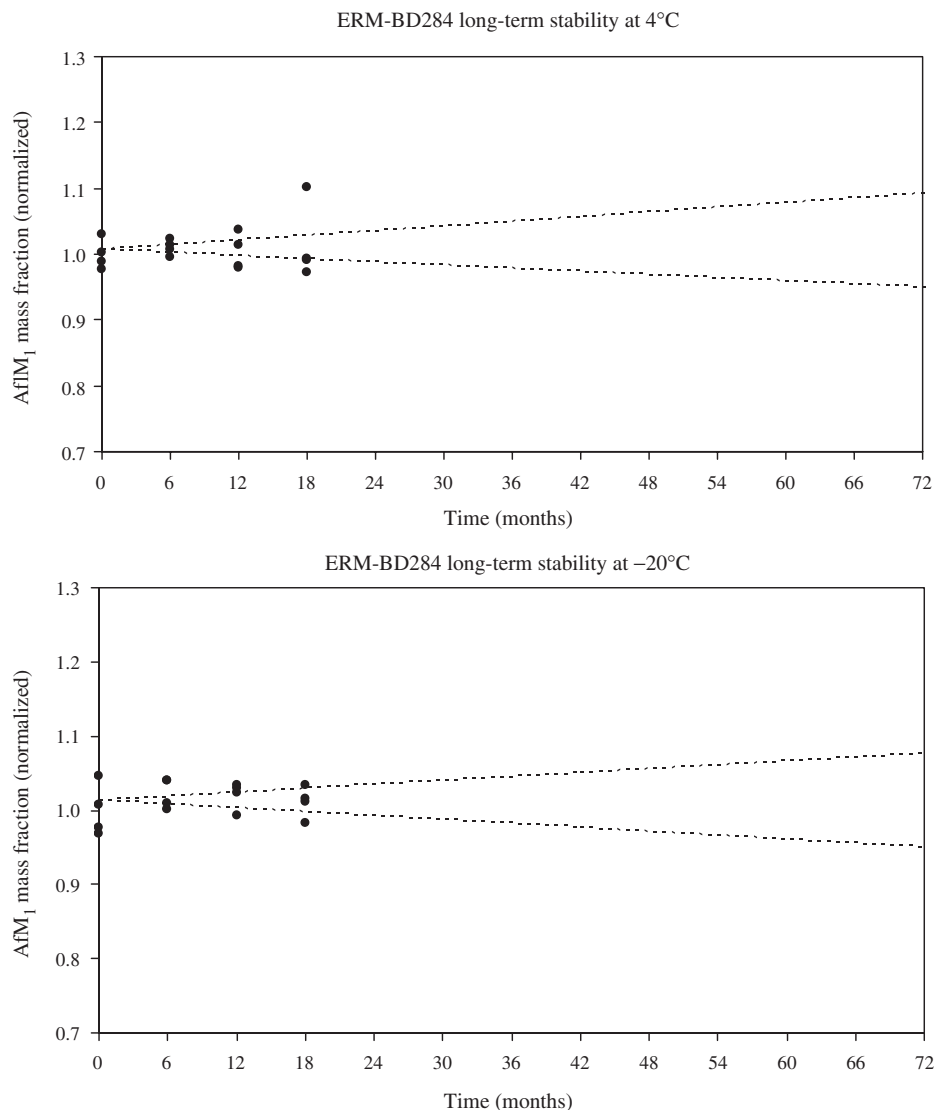 ERM-BD284 long-term stability at 4°C
1.3
1.2
1.1
1.0
0.9
0.8
0.7
AflM₁ mass fraction (normalized)
0 6 12 18 24 30 36 42 48 54 60 66 72
Time (months)
ERM-BD284 long-term stability at −20°C
1.3
1.2
1.1
1.0
0.9
0.8
0.7
AfM₁ mass fraction (normalized)
0 6 12 18 24 30 36 42 48 54 60 66 72
Time (months)